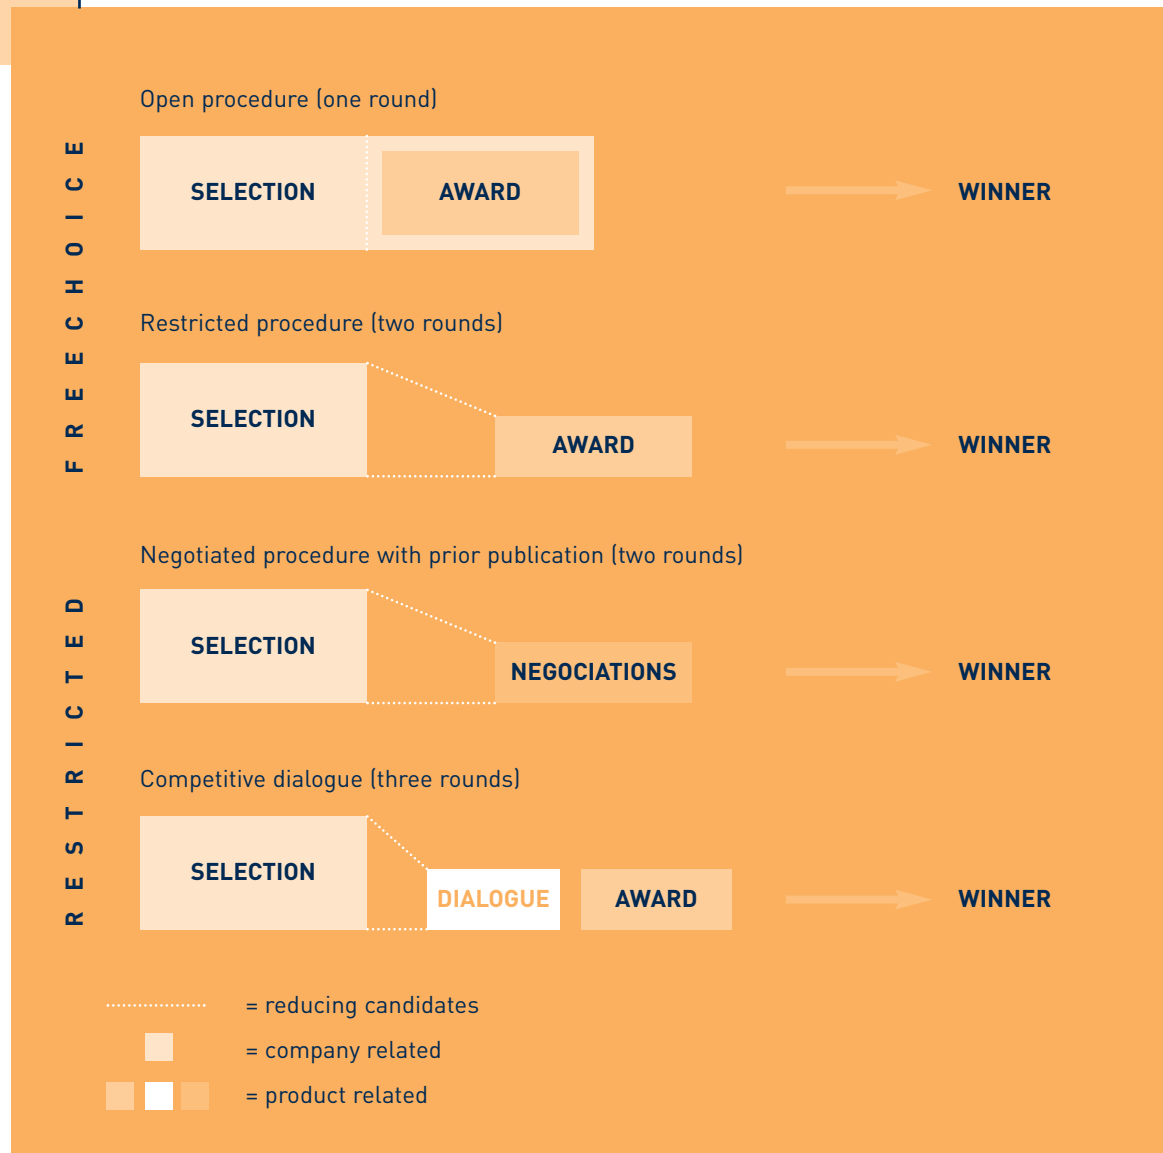 FREE CHOICE
Open procedure (one round)
SELECTION
AWARD
WINNER
Restricted procedure (two rounds)
SELECTION
AWARD
WINNER
RESTRICTED
Negotiated procedure with prior publication (two rounds)
SELECTION
NEGOCIATIONS
WINNER
Competitive dialogue (three rounds)
SELECTION
DIALOGUE
AWARD
WINNER
= reducing candidates
= company related
= product related